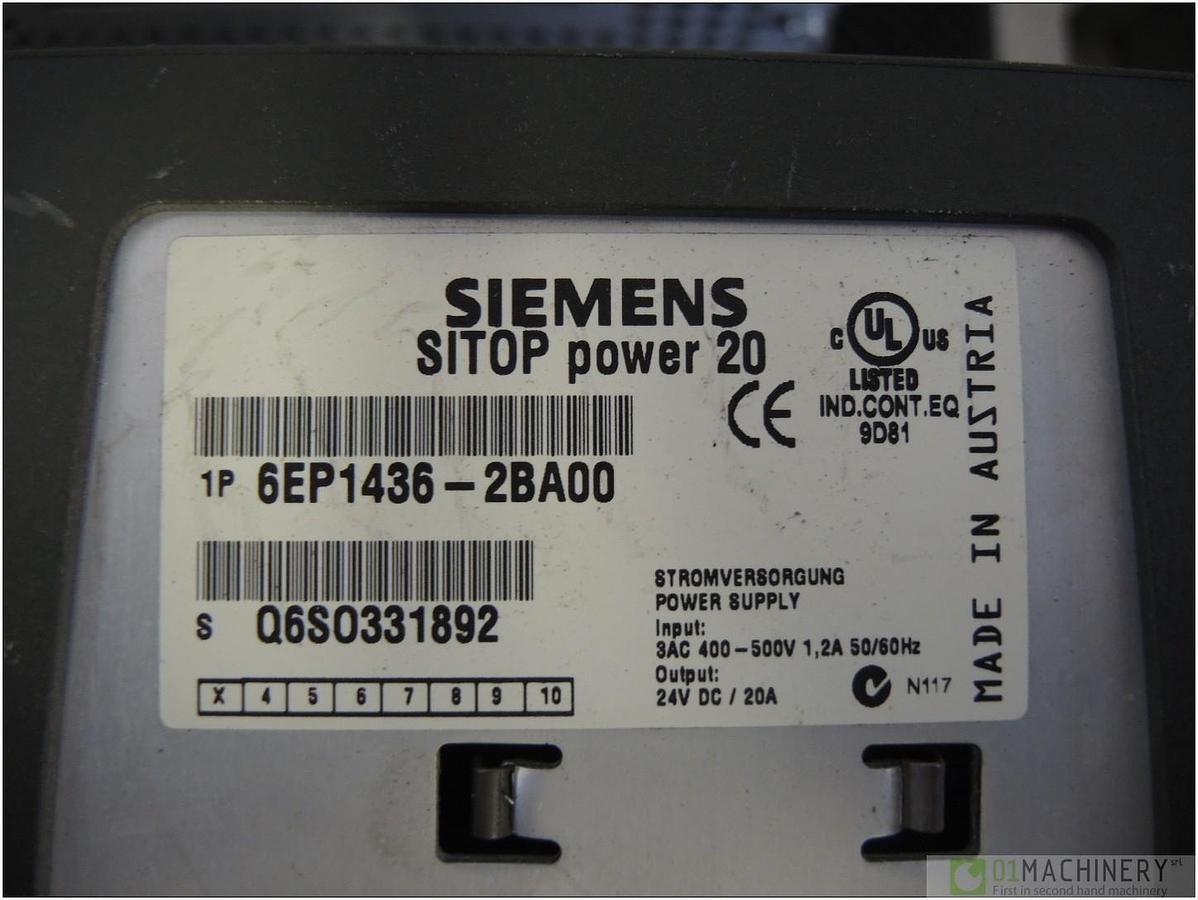 SIEMENS
SITOP power 20
C UL US
LISTED
IND.CONT.EQ
9D81
CE
1P 6EP1436-2BA00
S Q6SO331892
X 4 5 6 7 8 9 10
STROMVERSORGUNG
POWER SUPPLY
Input:
3AC 400-500V 1,2A 50/60Hz
Output:
24V DC / 20A
N117
MADE IN AUSTRIA
01MACHINERY srl
First in second hand machinery